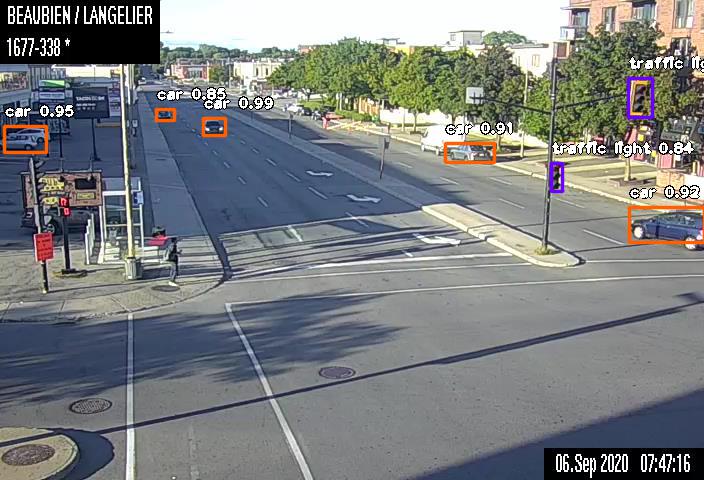 BEAUBIEN / LANGELIER
1677-338 *
traffic lig
car 0.85
car 0.99
car 0.95
car 0.91
traffic light 0.84
car 0.92
06.Sep 2020 07:47:16